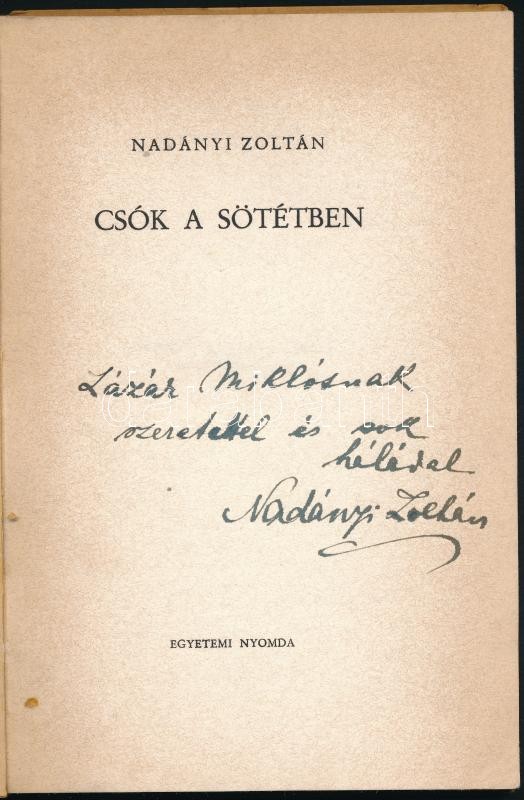 NADÁNYI ZOLTÁN
CSÓK A SÖTÉTBEN
Lázár Miklósnak
szeretettel és sok
hálával
Nadányi Zoltán
EGYETEMI NYOMDA